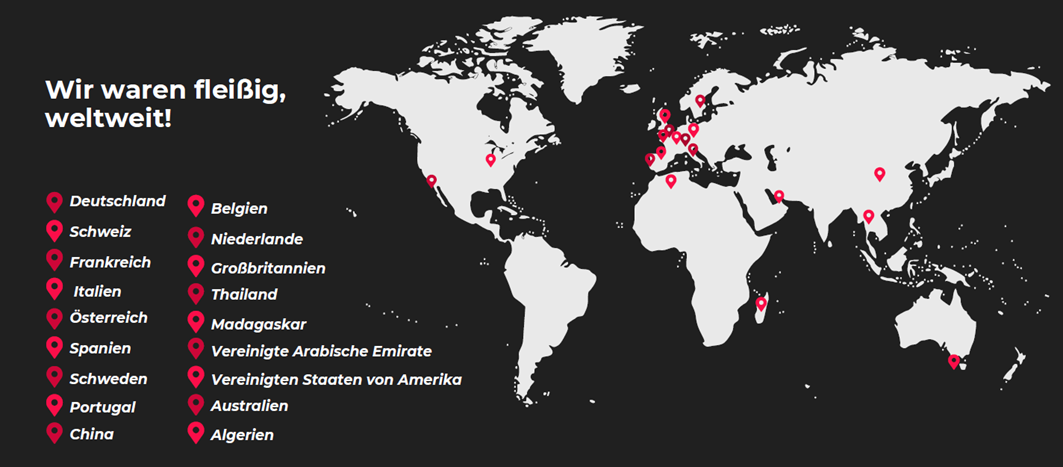 Wir waren fleißig,
weltweit!
Deutschland
Schweiz
Frankreich
Italien
Österreich
Spanien
Schweden
Portugal
China
Belgien
Niederlande
Großbritannien
Thailand
Madagaskar
Vereinigte Arabische Emirate
Vereinigten Staaten von Amerika
Australien
Algerien